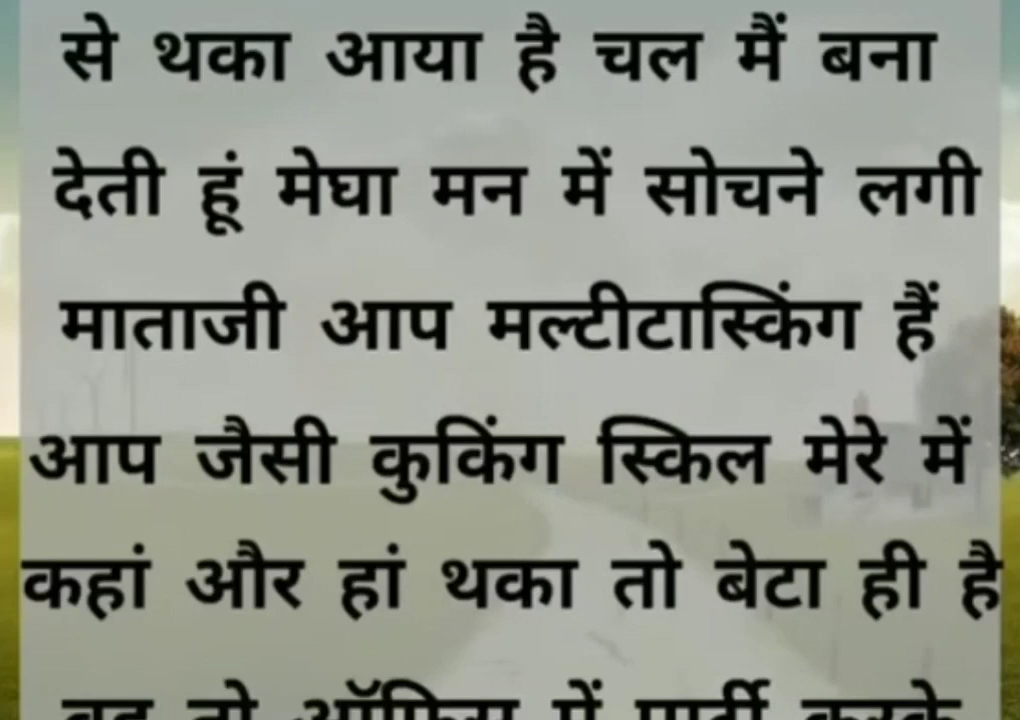 से थका आया है चल मैं बना
देती हूं मेघा मन में सोचने लगी
माताजी आप मल्टीटास्किंग हैं
आप जैसी कुकिंग स्किल मेरे में
कहां और हां थका तो बेटा ही है